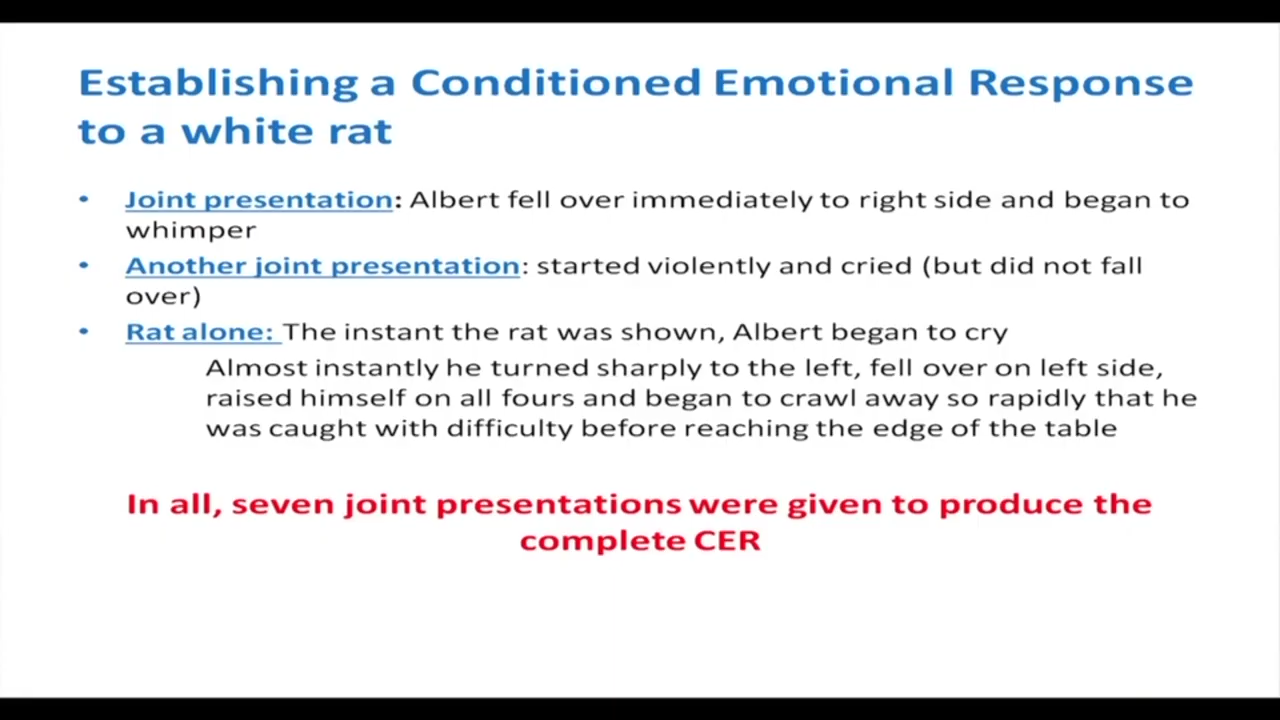 Establishing a Conditioned Emotional Response
to a white rat
• Joint presentation: Albert fell over immediately to right side and began to
whimper
• Another joint presentation: started violently and cried (but did not fall
over)
• Rat alone: The instant the rat was shown, Albert began to cry
Almost instantly he turned sharply to the left, fell over on left side,
raised himself on all fours and began to crawl away so rapidly that he
was caught with difficulty before reaching the edge of the table
In all, seven joint presentations were given to produce the
complete CER